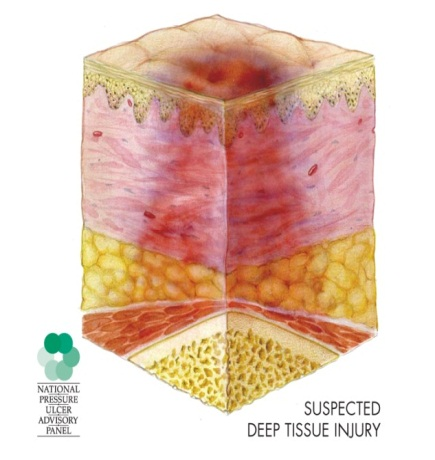 NATIONAL
PRESSURE
ULCER
ADVISORY
PANEL
SUSPECTED
DEEP TISSUE INJURY